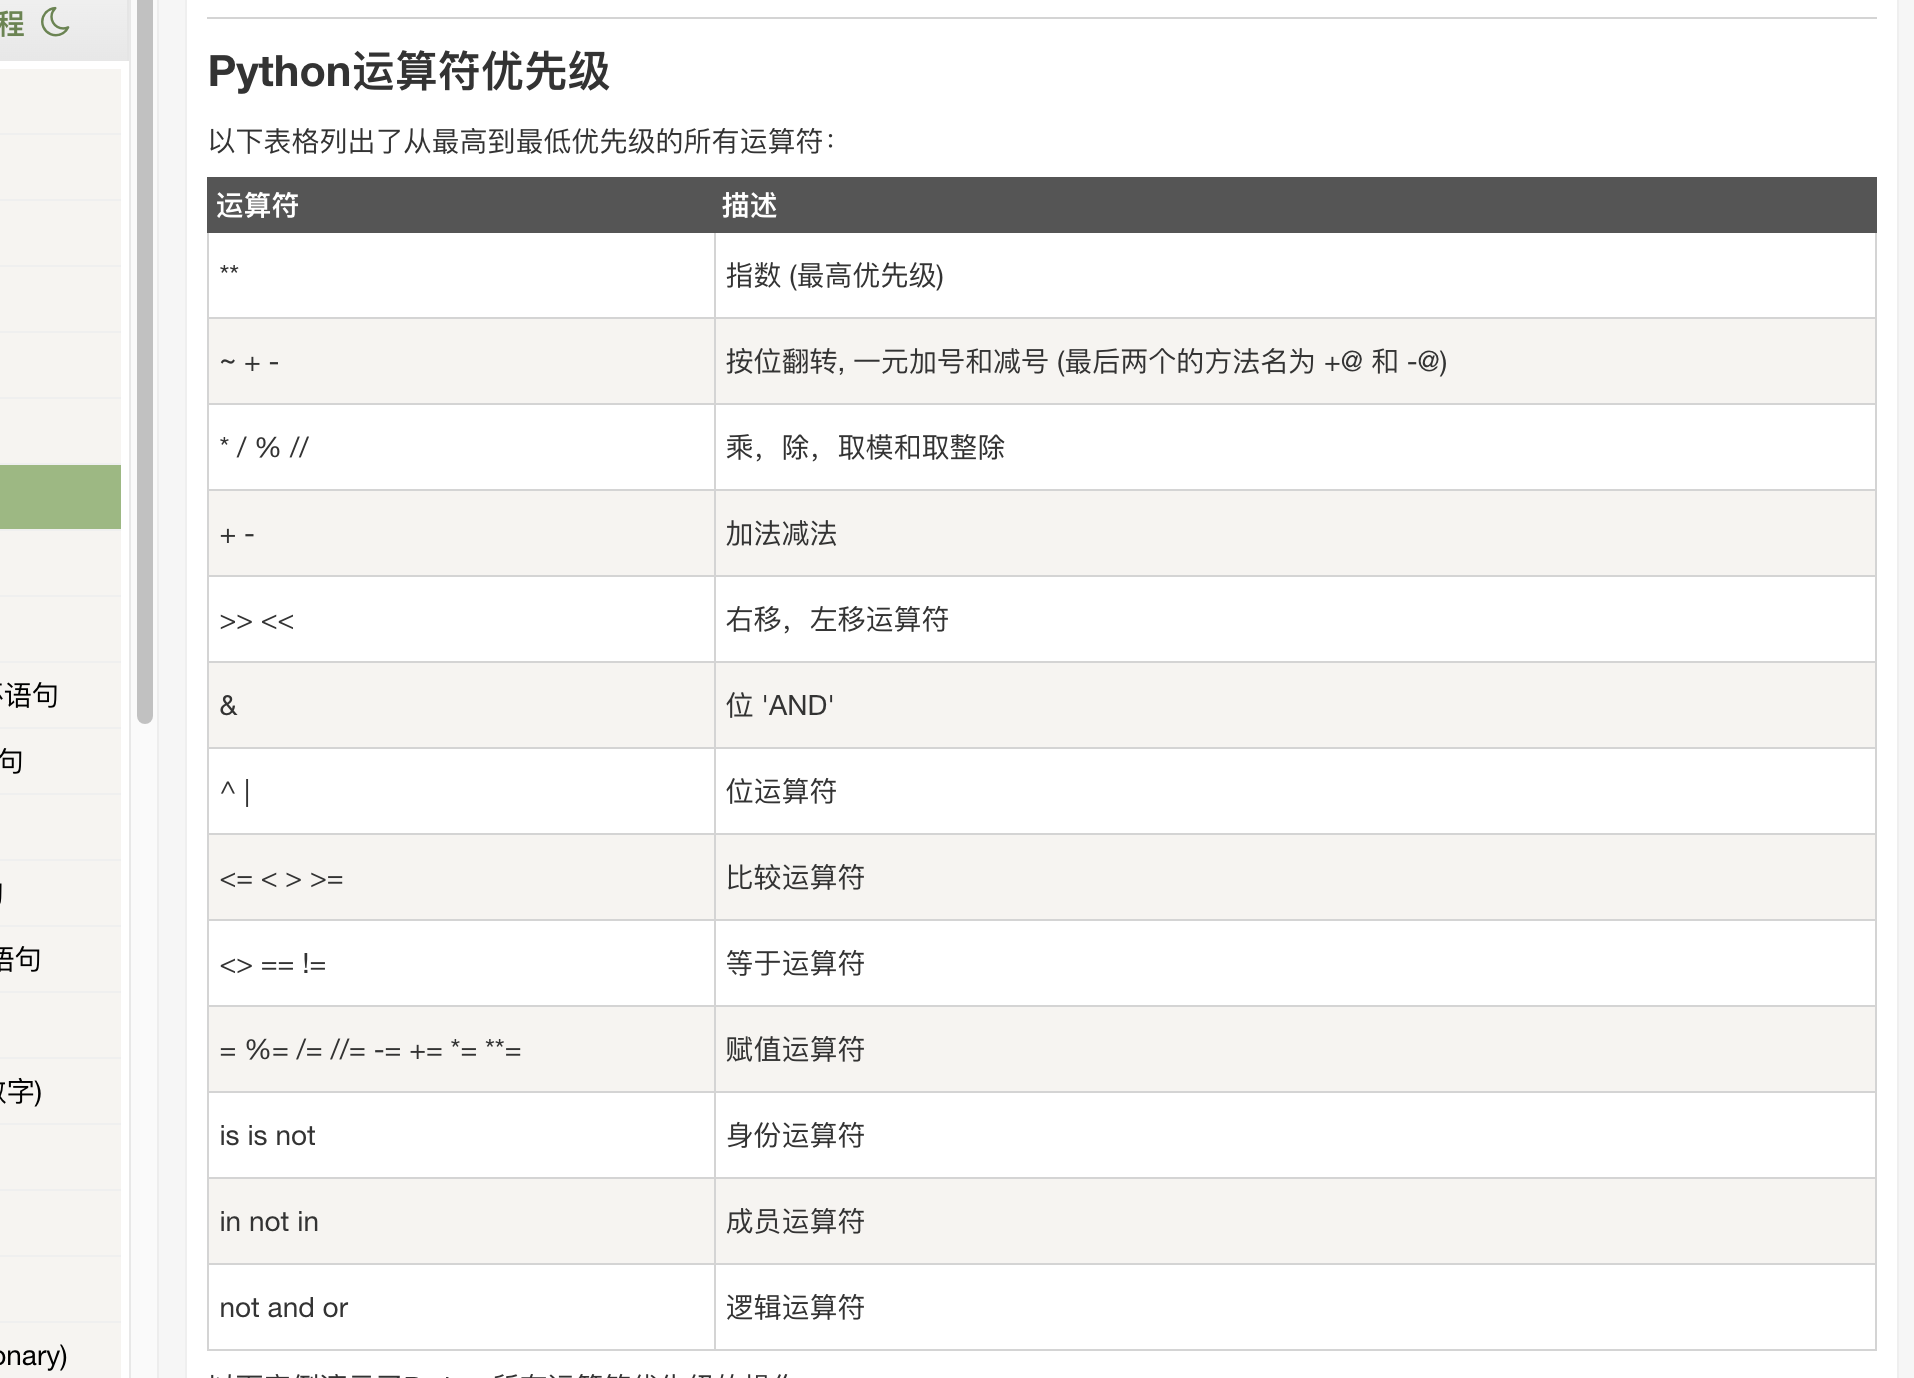 程
语句
句
语句
字)
onary)
Python运算符优先级
以下表格列出了从最高到最低优先级的所有运算符：
运算符 描述
** 指数 (最高优先级)
~ + - 按位翻转, 一元加号和减号 (最后两个的方法名为 +@ 和 -@)
* / % // 乘，除，取模和取整除
+ - 加法减法
>> << 右移，左移运算符
& 位 'AND'
^ | 位运算符
<= < > >= 比较运算符
<> == != 等于运算符
= %= /= //= -= += *= **= 赋值运算符
is is not 身份运算符
in not in 成员运算符
not and or 逻辑运算符